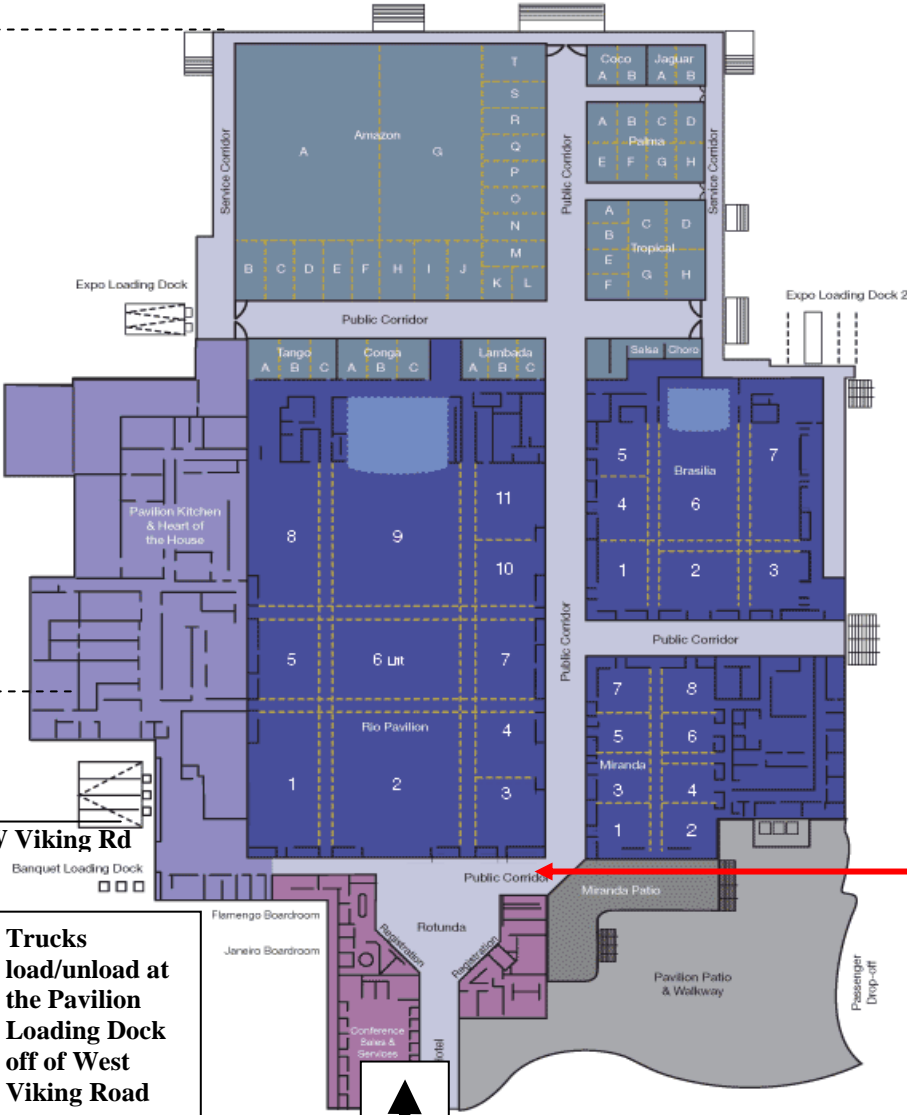 T
Coco
Jaguar
A B
A B
S
R
Q
P
O
N
M
K L
Amazon
A
G
B C D E F H I J
Service Corridor
Public Corridor
Service Corridor
A B C D
Palma
E F G H
A
B
C
D
Tropical
E
F
G
H
Expo Loading Dock
Expo Loading Dock 2
Public Corridor
Tango
A B C
Conga
A B C
Lambada
A B C
Salsa
Choro
Pavilion Kitchen
& Heart of
the House
8
9
11
10
5
6
7
Rio Pavilion
4
1
2
3
Public Corridor
5
Brasilia
7
4
6
1
2
3
Public Corridor
7
8
5
6
Miranda
3
4
1
2
Viking Rd
Banquet Loading Dock
Public Corridor
Miranda Patio
Flamengo Boardroom
Rotunda
Janeiro Boardroom
Registration
Registration
Pavilion Patio
& Walkway
Passenger
Drop-off
Conference
Sales &
Services
Trucks
load/unload at
the Pavilion
Loading Dock
off of West
Viking Road